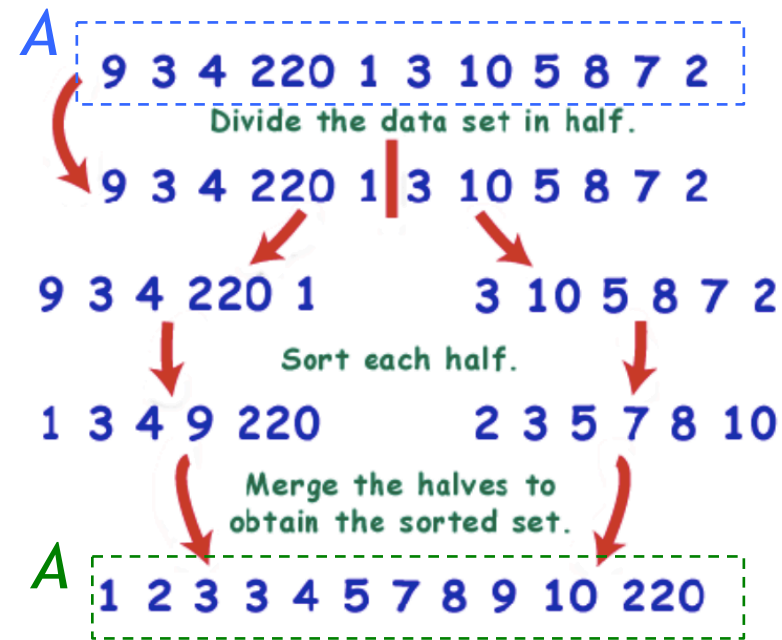 A 9 3 4 220 1 3 10 5 8 7 2
Divide the data set in half.
9 3 4 220 1 3 10 5 8 7 2
9 3 4 220 1 3 10 5 8 7 2
Sort each half.
1 3 4 9 220 2 3 5 7 8 10
Merge the halves to
obtain the sorted set.
A 1 2 3 3 4 5 7 8 9 10 220